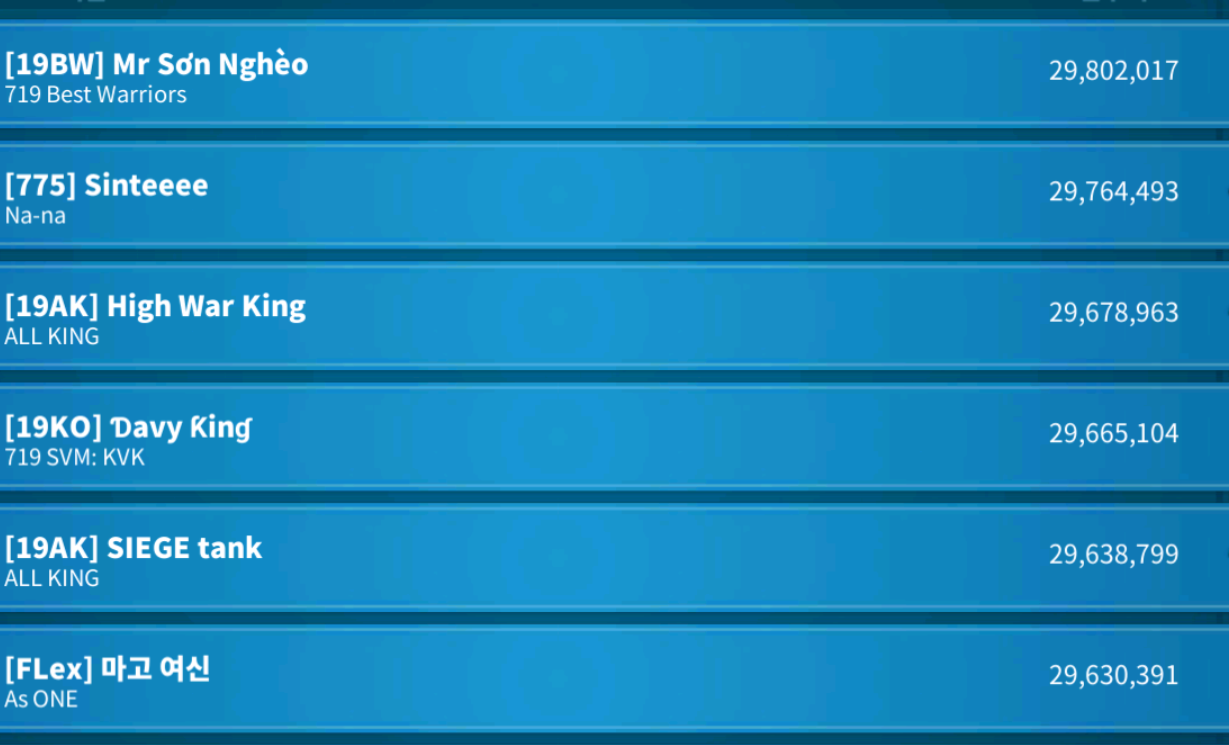 [19BW] Mr Sơn Nghèo
29,802,017
719 Best Warriors
[775] Sinteeee
29,764,493
Na-na
[19AK] High War King
29,678,963
ALL KING
[19KO] Ɗavy Ƙinɠ
29,665,104
719 SVM: KVK
[19AK] SIEGE tank
29,638,799
ALL KING
[FLex] 마고 여신
29,630,391
As ONE